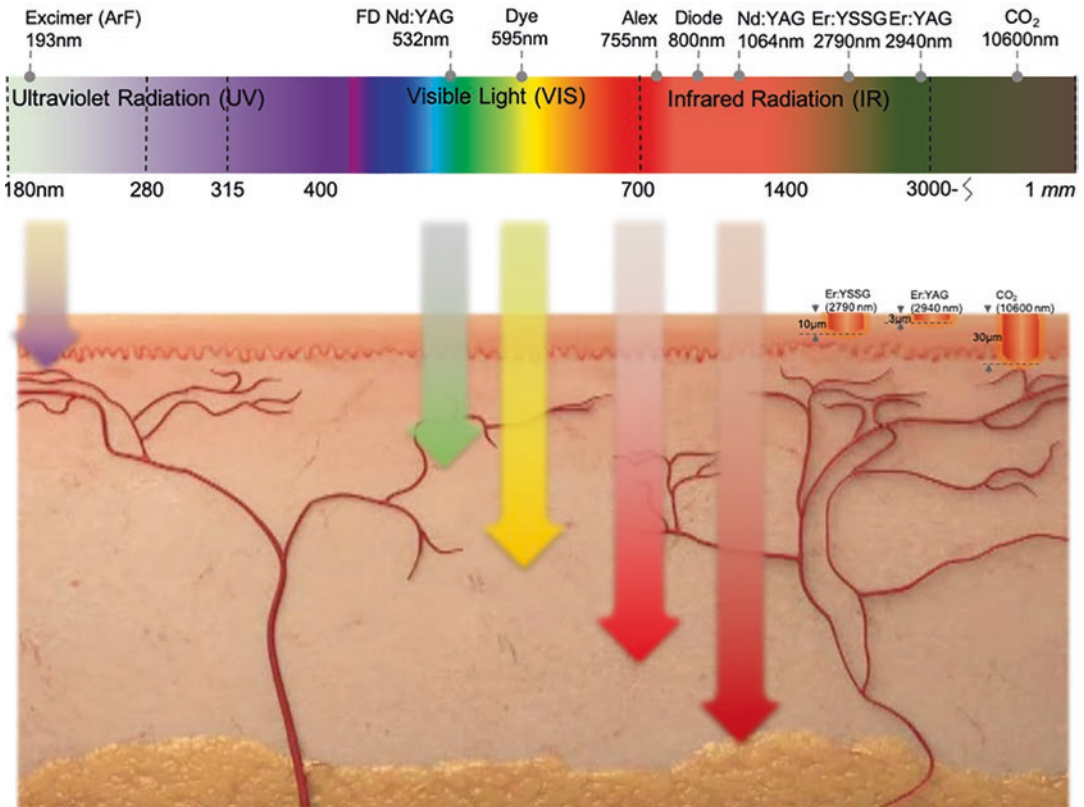 Excimer (ArF)
193nm
FD Nd:YAG
532nm
Dye
595nm
Alex
755nm
Diode
800nm
Nd:YAG
1064nm
Er:YSSG
2790nm
Er:YAG
2940nm
CO₂
10600nm
Ultraviolet Radiation (UV)
Visible Light (VIS)
Infrared Radiation (IR)
180nm
280
315
400
700
1400
3000-
1 mm
Er:YSSG
(2790 nm)
10µm
Er:YAG
(2940 nm)
3µm
CO₂
(10600 nm)
30µm